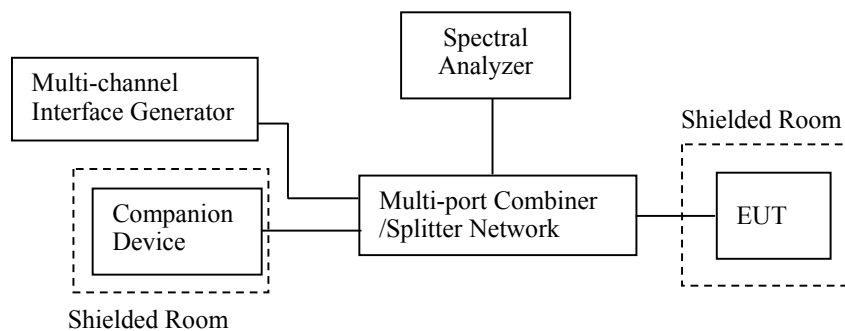 Spectral
Analyzer
Multi-channel
Interface Generator
Shielded Room
Companion
Device
Multi-port Combiner
/Splitter Network
EUT
Shielded Room